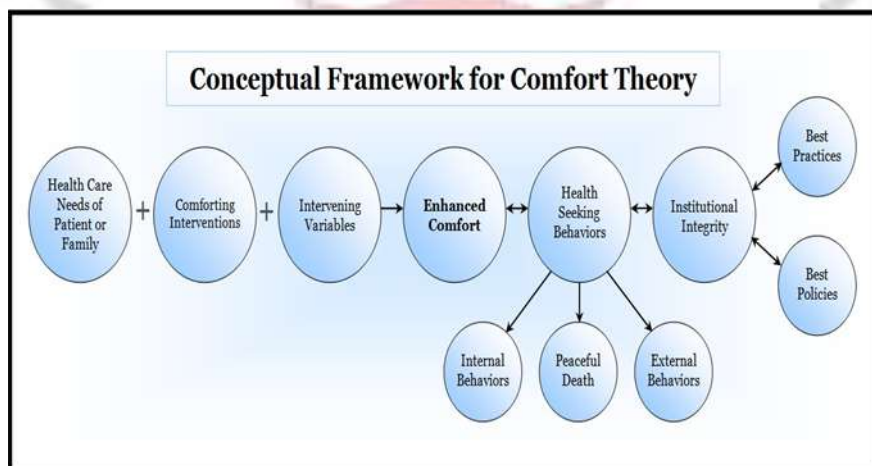 Conceptual Framework for Comfort Theory
Health Care
Needs of
Patient or
Family
+
Comforting
Interventions
+
Intervening
Variables
Enhanced
Comfort
Health
Seeking
Behaviors
Institutional
Integrity
Best
Practices
Best
Policies
Internal
Behaviors
Peaceful
Death
External
Behaviors